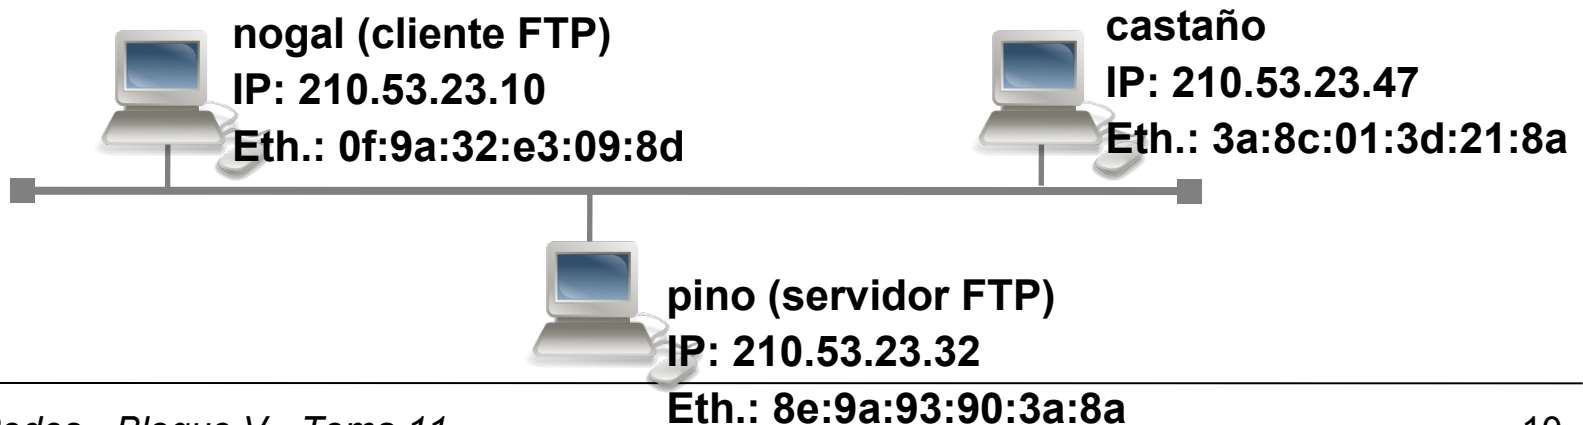 nogal (cliente FTP)
IP: 210.53.23.10
Eth.: 0f:9a:32:e3:09:8d
castaño
IP: 210.53.23.47
Eth.: 3a:8c:01:3d:21:8a
pino (servidor FTP)
IP: 210.53.23.32
Eth.: 8e:9a:93:90:3a:8a